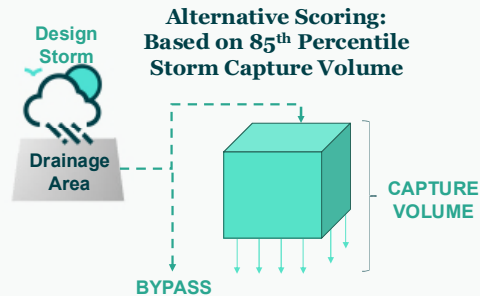 Design
Storm
Alternative Scoring:
Based on 85th Percentile
Storm Capture Volume
Drainage
Area
CAPTURE
VOLUME
BYPASS